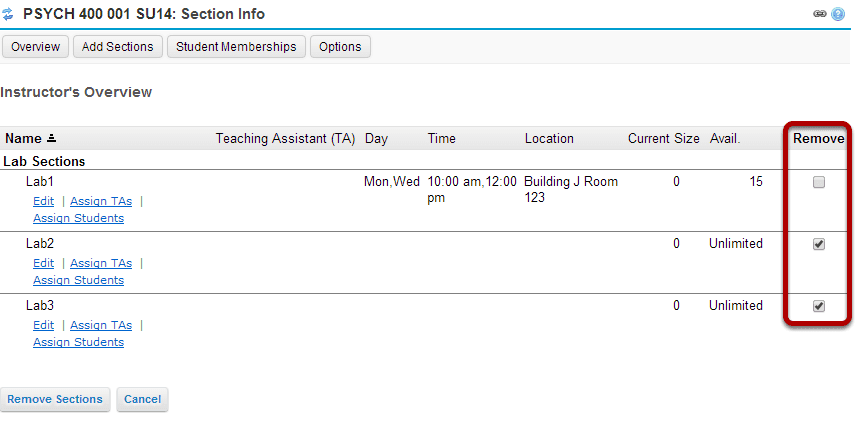 PSYCH 400 001 SU14: Section Info
Overview Add Sections Student Memberships Options
Instructor's Overview
Name Teaching Assistant (TA) Day Time Location Current Size Avail. Remove
Lab Sections
Lab1 Mon,Wed 10:00 am,12:00 Building J Room 0 15
pm 123
Edit | Assign TAs |
Assign Students
Lab2 0 Unlimited
Edit | Assign TAs |
Assign Students
Lab3 0 Unlimited
Edit | Assign TAs |
Assign Students
Remove Sections Cancel